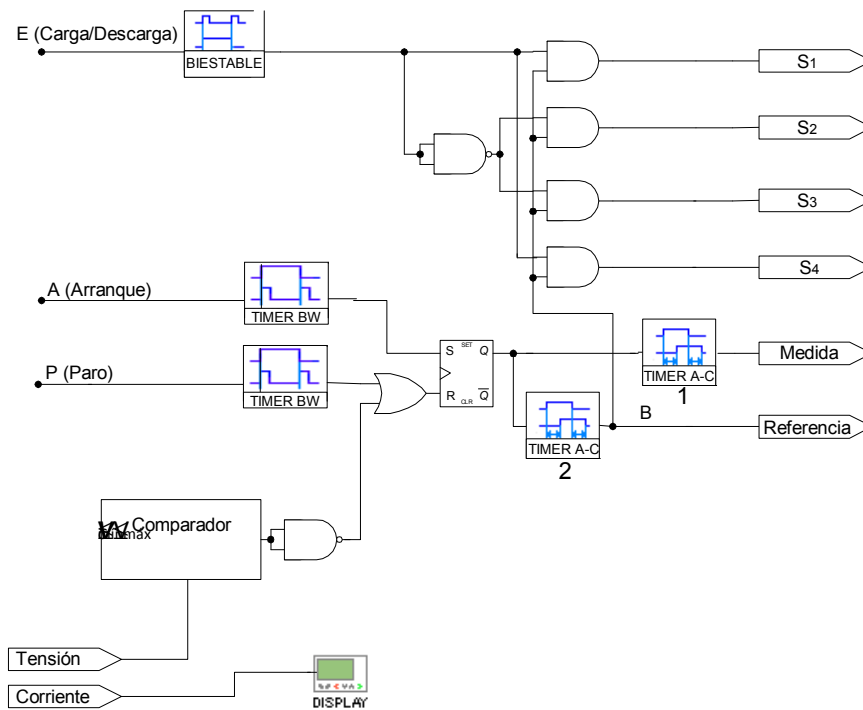 E (Carga/Descarga)
BIESTABLE
S1
S2
S3
S4
A (Arranque)
TIMER BW
P (Paro)
TIMER BW
S SET Q
R CLR Q
TIMER A-C
1
Medida
B
TIMER A-C
2
Referencia
Comparador
Tensión
Corriente
DISPLAY